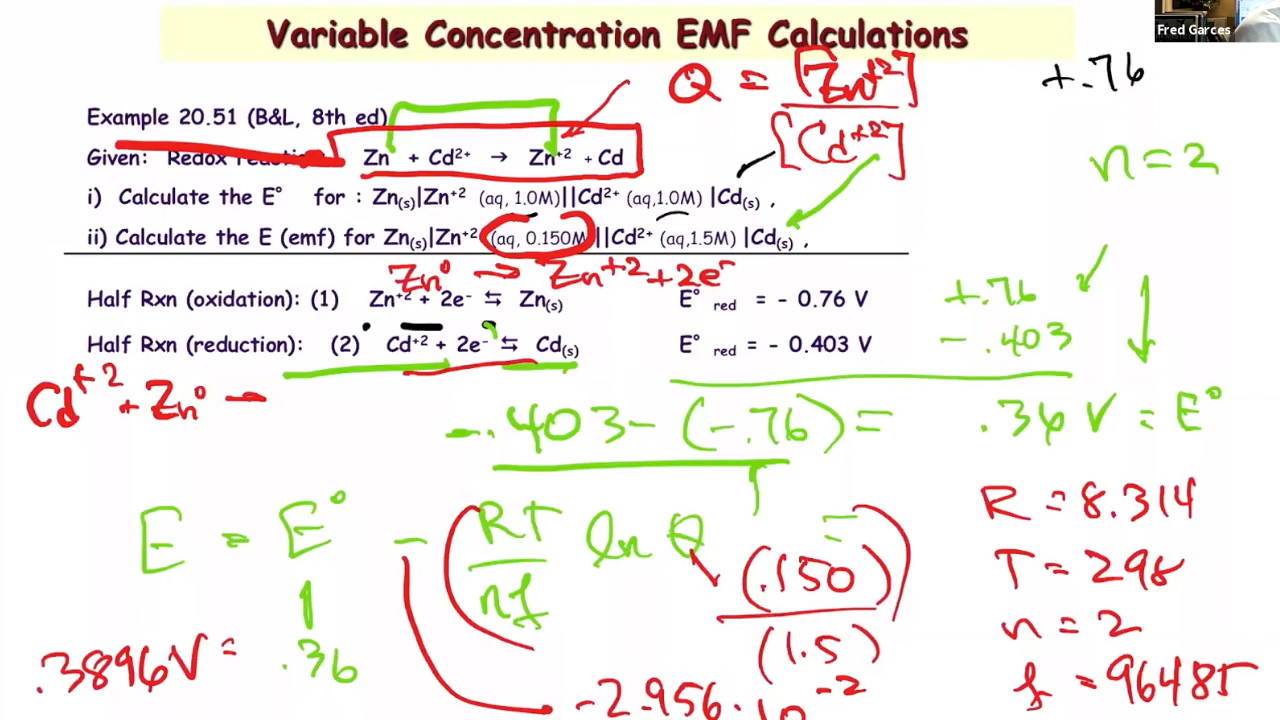 Variable Concentration EMF Calculations
Fred Garces
+.76
Q = [Zn+2] / [Cd+2]
n = 2
Example 20.51 (B&L, 8th ed)
Given: Redox Zn + Cd2+ → Zn+2 + Cd
i) Calculate the E° for : Zn(s)|Zn+2 (aq, 1.0M)||Cd2+ (aq,1.0M) |Cd(s) ,
ii) Calculate the E (emf) for Zn(s)|Zn+2 (aq, 0.150M ||Cd2+ (aq,1.5M) |Cd(s) ,
Zn° → Zn+2 + 2e-
Half Rxn (oxidation): (1) Zn+2 + 2e- ⇆ Zn(s) E° red = - 0.76 V
+.76
Half Rxn (reduction): (2) Cd+2 + 2e- ⇆ Cd(s) E° red = - 0.403 V
- .403
Cd+2 + Zn° →
-.403 - (-.76) = .36 V = E°
E = E° - (RT/nf ln Q =
(.150)
(1.5)
R = 8.314
T = 298
n = 2
f = 96485
.3896V = .36
-2.956 · 10-2